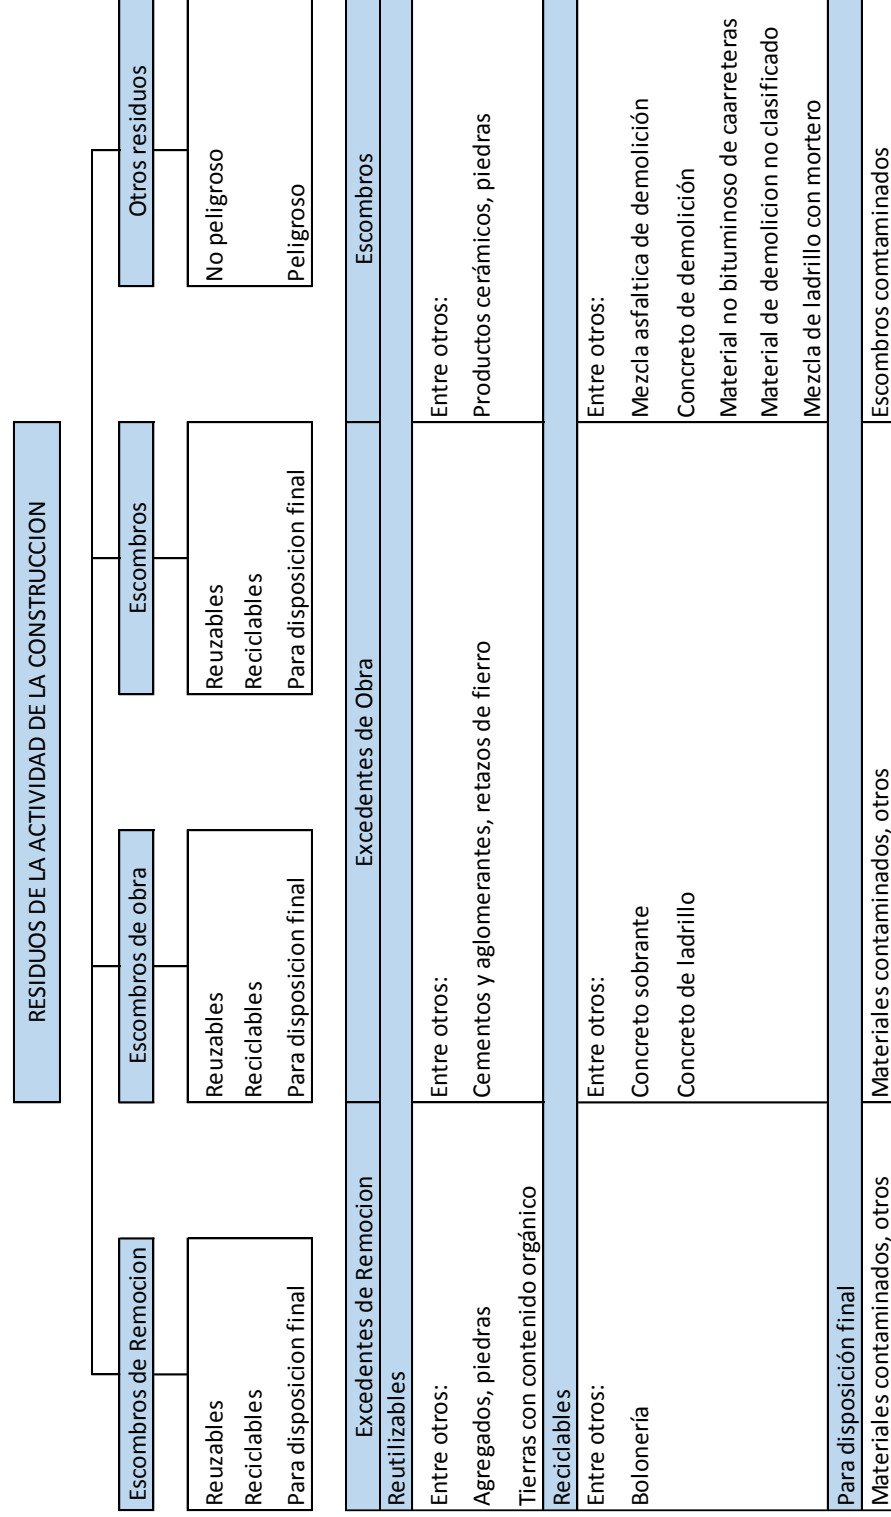 RESIDUOS DE LA ACTIVIDAD DE LA CONSTRUCCION
Escombros de Remocion
Escombros de obra
Escombros
Otros residuos
Reuzables
Reciclables
Para disposicion final
Reuzables
Reciclables
Para disposicion final
Reuzables
Reciclables
Para disposicion final
No peligroso
Peligroso
Excedentes de Remocion
Excedentes de Obra
Escombros
Reutilizables
Entre otros:
Agregados, piedras
Tierras con contenido orgánico
Entre otros:
Cementos y aglomerantes, retazos de fierro
Entre otros:
Productos cerámicos, piedras
Reciclables
Entre otros:
Bolonería
Entre otros:
Concreto sobrante
Concreto de ladrillo
Entre otros:
Mezcla asfaltica de demolición
Concreto de demolición
Material no bituminoso de caarreteras
Material de demolicion no clasificado
Mezcla de ladrillo con mortero
Para disposición final
Materiales contaminados, otros
Materiales contaminados, otros
Escombros comtaminados